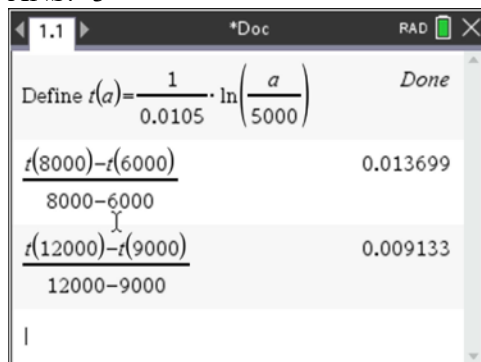 1.1 *Doc RAD
Define t(a)=1/0.0105·ln(a/5000) Done
t(8000)−t(6000)/8000−6000 0.013699
t(12000)−t(9000)/12000−9000 0.009133